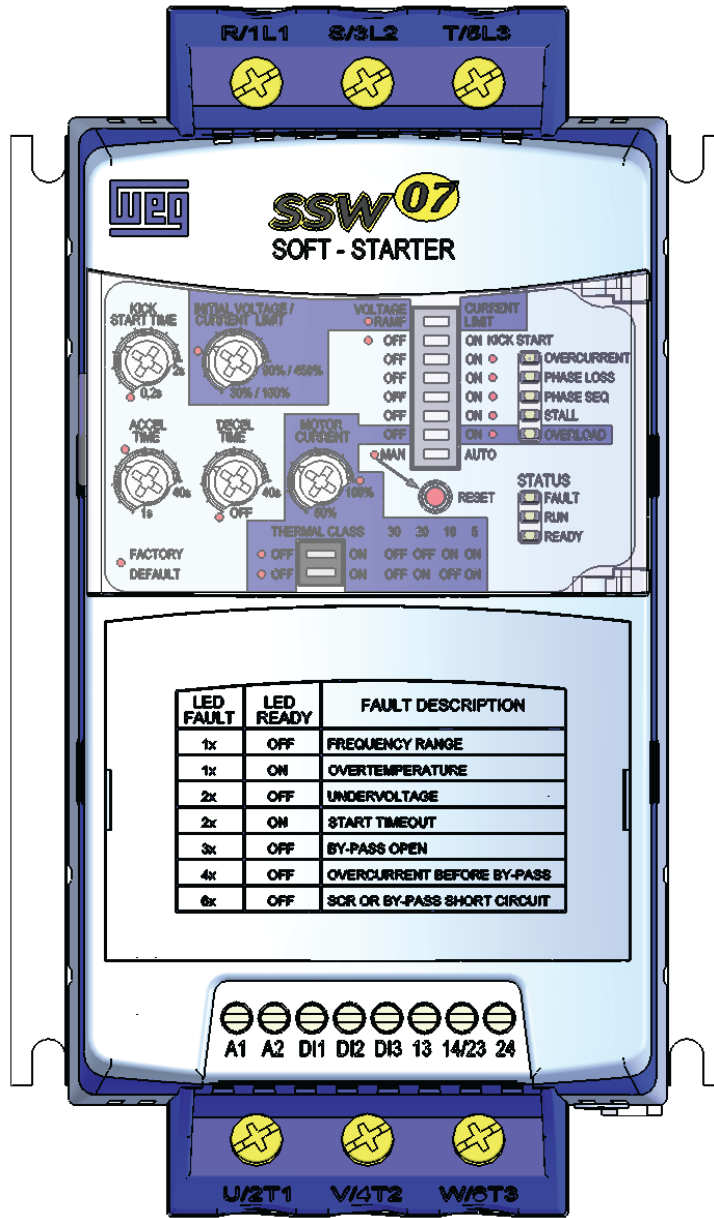 R/1L1 S/3L2 T/5L3
WEG
SSW 07
SOFT - STARTER
KICK START TIME
2s
0,2s
INITIAL VOLTAGE / CURRENT LIMIT
90% / 450%
30% / 150%
VOLTAGE RAMP
CURRENT LIMIT
OFF ON KICK START
OFF ON OVERCURRENT
OFF ON PHASE LOSS
OFF ON PHASE SEQ
OFF ON STALL
OFF ON OVERLOAD
MAN AUTO
ACCEL TIME
40s
1s
DECEL TIME
40s
OFF
MOTOR CURRENT
100%
60%
RESET
STATUS
FAULT
RUN
READY
FACTORY DEFAULT
THERMAL CLASS 30 20 10 5
OFF ON OFF OFF ON ON
OFF ON OFF ON OFF ON
LED FAULT LED READY FAULT DESCRIPTION
1x OFF FREQUENCY RANGE
1x ON OVERTEMPERATURE
2x OFF UNDERVOLTAGE
2x ON START TIMEOUT
3x OFF BY-PASS OPEN
4x OFF OVERCURRENT BEFORE BY-PASS
6x OFF SCR OR BY-PASS SHORT CIRCUIT
A1 A2 DI1 DI2 DI3 13 14/23 24
U/2T1 V/4T2 W/6T3